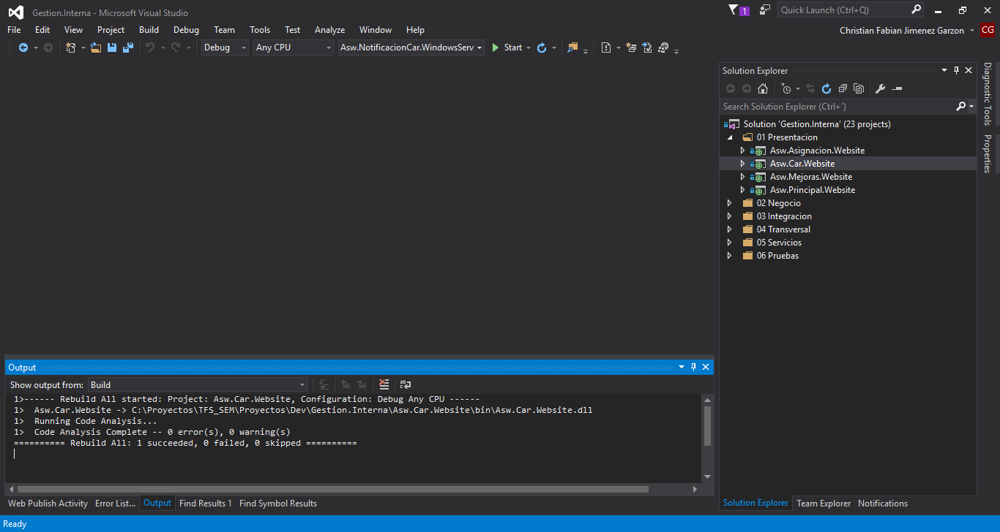 Gestion.Interna - Microsoft Visual Studio
1
Quick Launch (Ctrl+Q)
File Edit View Project Build Debug Team Tools Test Analyze Window Help
Christian Fabian Jimenez Garzon CG
Debug Any CPU Asw.NotificacionCar.WindowsServ Start
Solution Explorer
Search Solution Explorer (Ctrl+´)
Solution 'Gestion.Interna' (23 projects)
01 Presentacion
Asw.Asignacion.Website
Asw.Car.Website
Asw.Mejoras.Website
Asw.Principal.Website
02 Negocio
03 Integracion
04 Transversal
05 Servicios
06 Pruebas
Diagnostic Tools
Properties
Output
Show output from: Build
1>------ Rebuild All started: Project: Asw.Car.Website, Configuration: Debug Any CPU ------
1>  Asw.Car.Website -> C:\Proyectos\TFS_SEM\Proyectos\Dev\Gestion.Interna\Asw.Car.Website\bin\Asw.Car.Website.dll
1>  Running Code Analysis...
1>  Code Analysis Complete -- 0 error(s), 0 warning(s)
========== Rebuild All: 1 succeeded, 0 failed, 0 skipped ==========
Web Publish Activity Error List... Output Find Results 1 Find Symbol Results
Solution Explorer Team Explorer Notifications
Ready